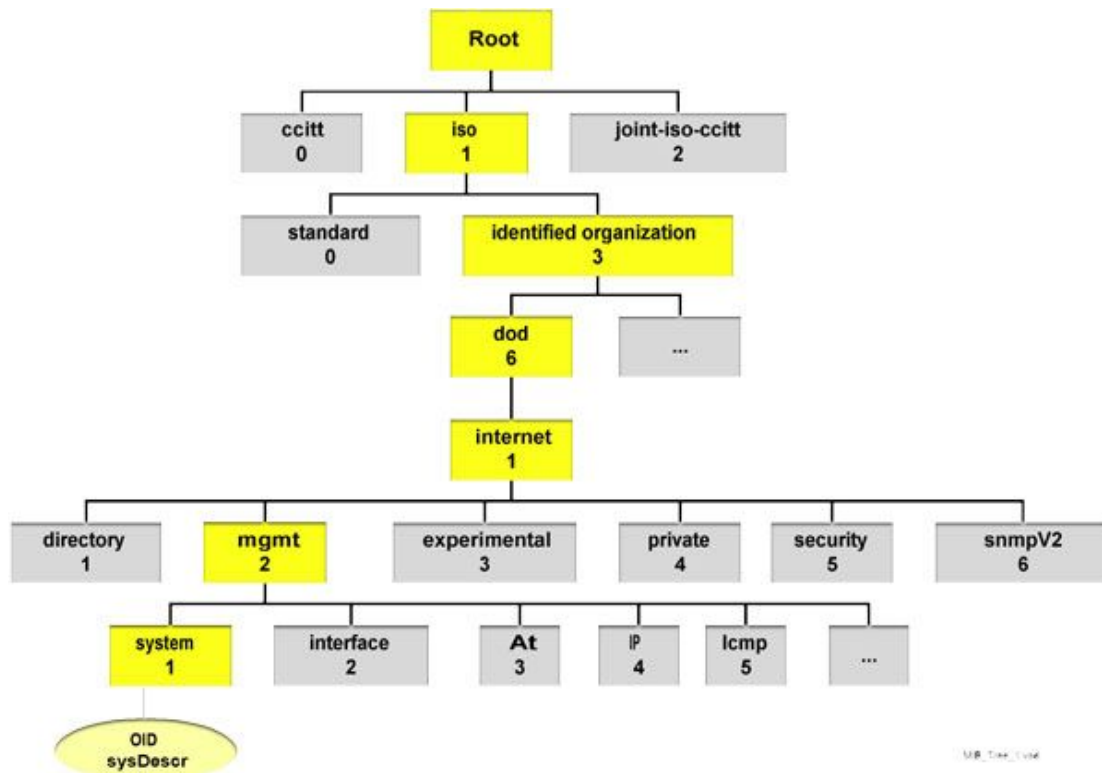 Root
ccitt
0
iso
1
joint-iso-ccitt
2
standard
0
identified organization
3
dod
6
...
internet
1
directory
1
mgmt
2
experimental
3
private
4
security
5
snmpV2
6
system
1
interface
2
At
3
IP
4
Icmp
5
...
OID
sysDescr